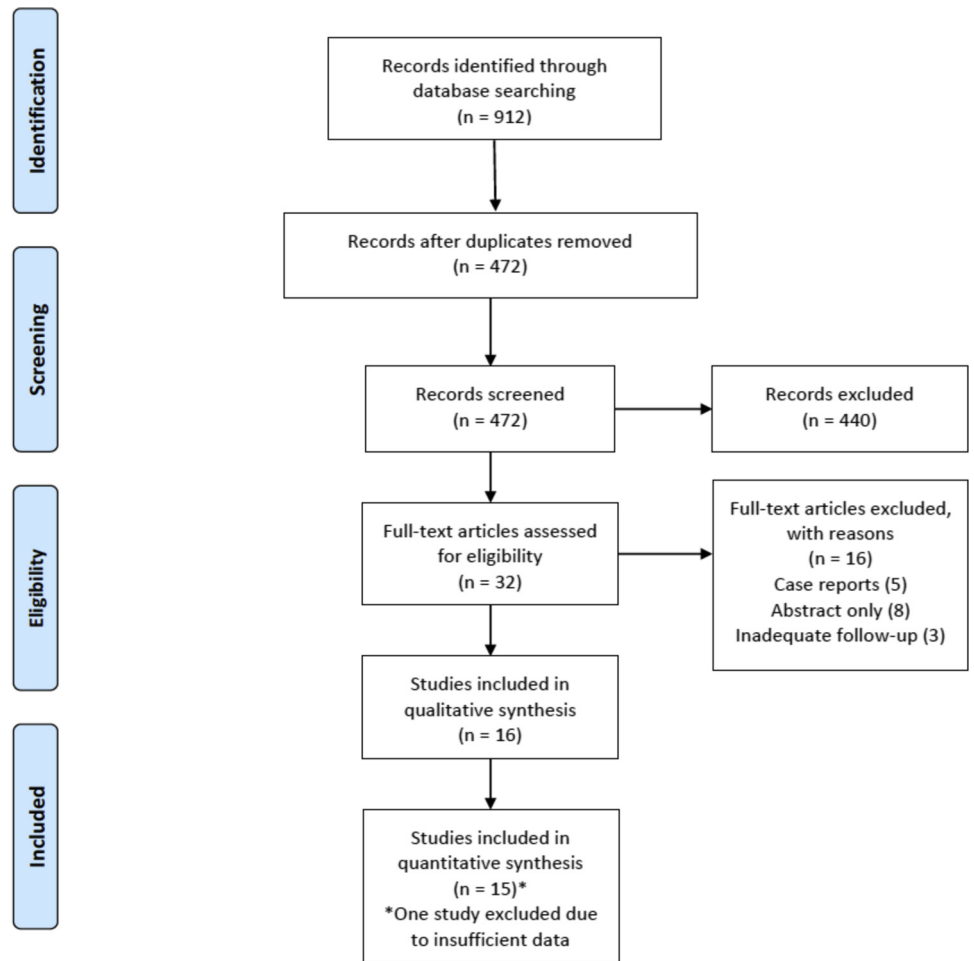 Identification
Records identified through
database searching
(n = 912)
Records after duplicates removed
(n = 472)
Screening
Records screened
(n = 472)
Records excluded
(n = 440)
Eligibility
Full-text articles assessed
for eligibility
(n = 32)
Full-text articles excluded,
with reasons
(n = 16)
Case reports (5)
Abstract only (8)
Inadequate follow-up (3)
Studies included in
qualitative synthesis
(n = 16)
Included
Studies included in
quantitative synthesis
(n = 15)*
*One study excluded due
to insufficient data